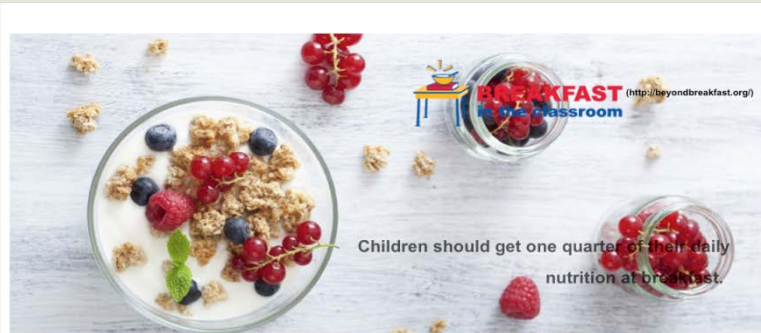 BREAKFAST (http://beyondbreakfast.org/)
in the Classroom
Children should get one quarter of their daily
nutrition at breakfast.